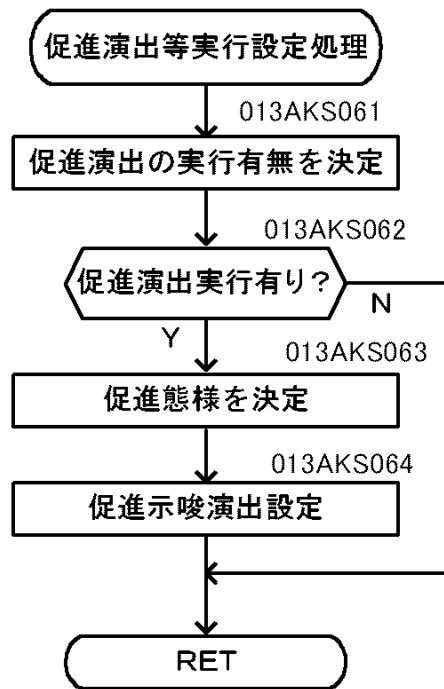 促進演出等実行設定処理
013AKS061
促進演出の実行有無を決定
013AKS062
促進演出実行有り?
N
Y
013AKS063
促進態様を決定
013AKS064
促進示唆演出設定
RET